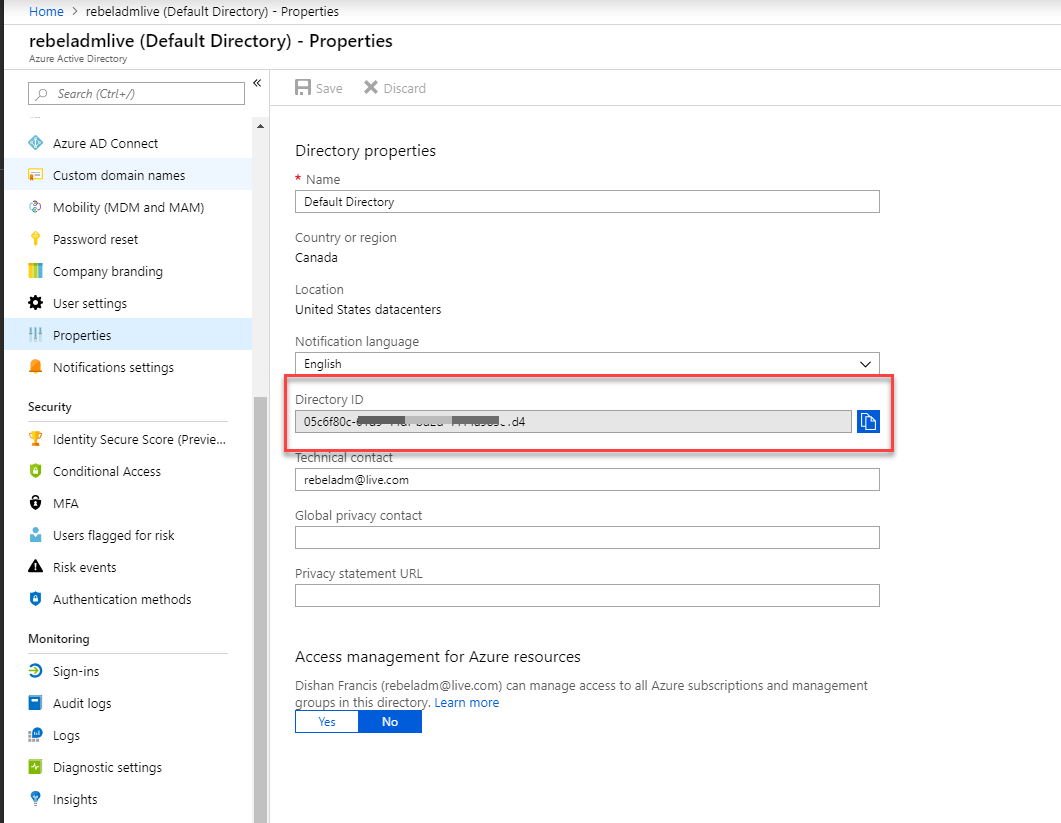 Home > rebeladmlive (Default Directory) - Properties
rebeladmlive (Default Directory) - Properties
Azure Active Directory
Search (Ctrl+/)
«
Save
Discard
Azure AD Connect
Custom domain names
Mobility (MDM and MAM)
Password reset
Company branding
User settings
Properties
Notifications settings
Security
Identity Secure Score (Previe...
Conditional Access
MFA
Users flagged for risk
Risk events
Authentication methods
Monitoring
Sign-ins
Audit logs
Logs
Diagnostic settings
Insights
Directory properties
* Name
Default Directory
Country or region
Canada
Location
United States datacenters
Notification language
English
Directory ID
05c6f80c-
d4
Technical contact
rebeladm@live.com
Global privacy contact
Privacy statement URL
Access management for Azure resources
Dishan Francis (rebeladm@live.com) can manage access to all Azure subscriptions and management
groups in this directory. Learn more
Yes
No